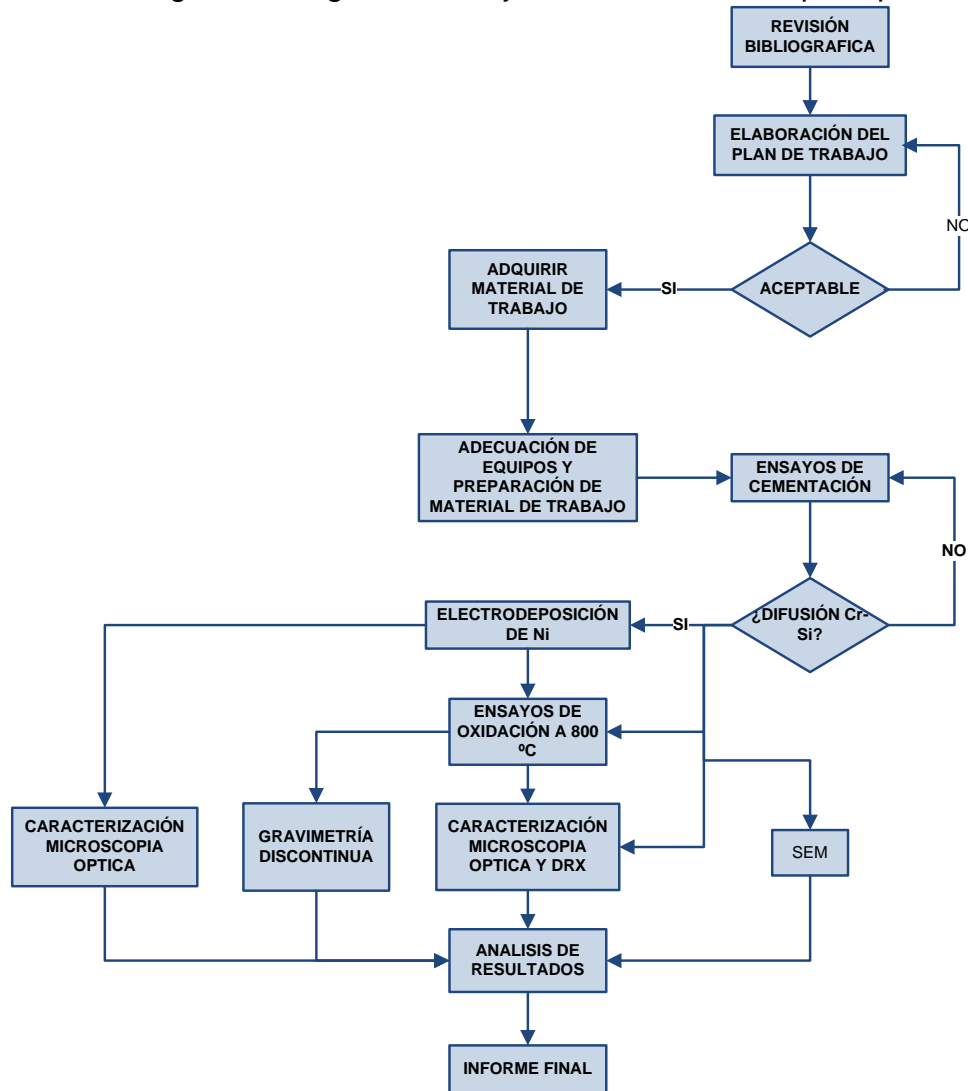 REVISIÓN
BIBLIOGRAFICA
ELABORACIÓN DEL
PLAN DE TRABAJO
NO
ADQUIRIR
MATERIAL DE
TRABAJO
SI
ACEPTABLE
ADECUACIÓN DE
EQUIPOS Y
PREPARACIÓN DE
MATERIAL DE TRABAJO
ENSAYOS DE
CEMENTACIÓN
NO
ELECTRODEPOSICIÓN
DE Ni
SI
¿DIFUSIÓN Cr-
Si?
ENSAYOS DE
OXIDACIÓN A 800
ºC
CARACTERIZACIÓN
MICROSCOPIA
OPTICA
GRAVIMETRÍA
DISCONTINUA
CARACTERIZACIÓN
MICROSCOPIA
OPTICA Y DRX
SEM
ANALISIS DE
RESULTADOS
INFORME FINAL